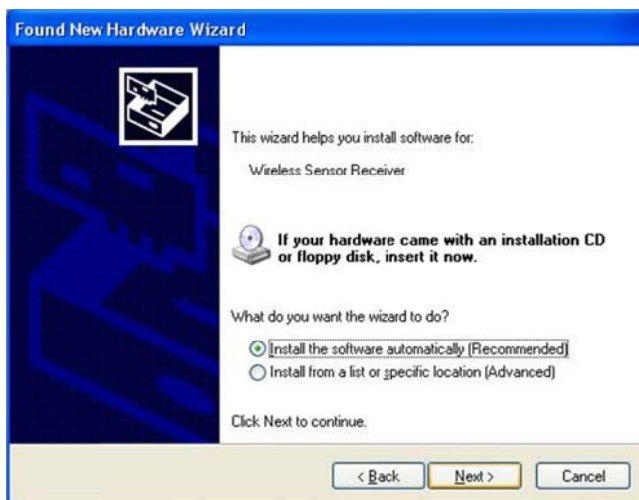 Found New Hardware Wizard
This wizard helps you install software for:
Wireless Sensor Receiver
If your hardware came with an installation CD
or floppy disk, insert it now.
What do you want the wizard to do?
Install the software automatically (Recommended)
Install from a list or specific location (Advanced)
Click Next to continue.
< Back Next > Cancel